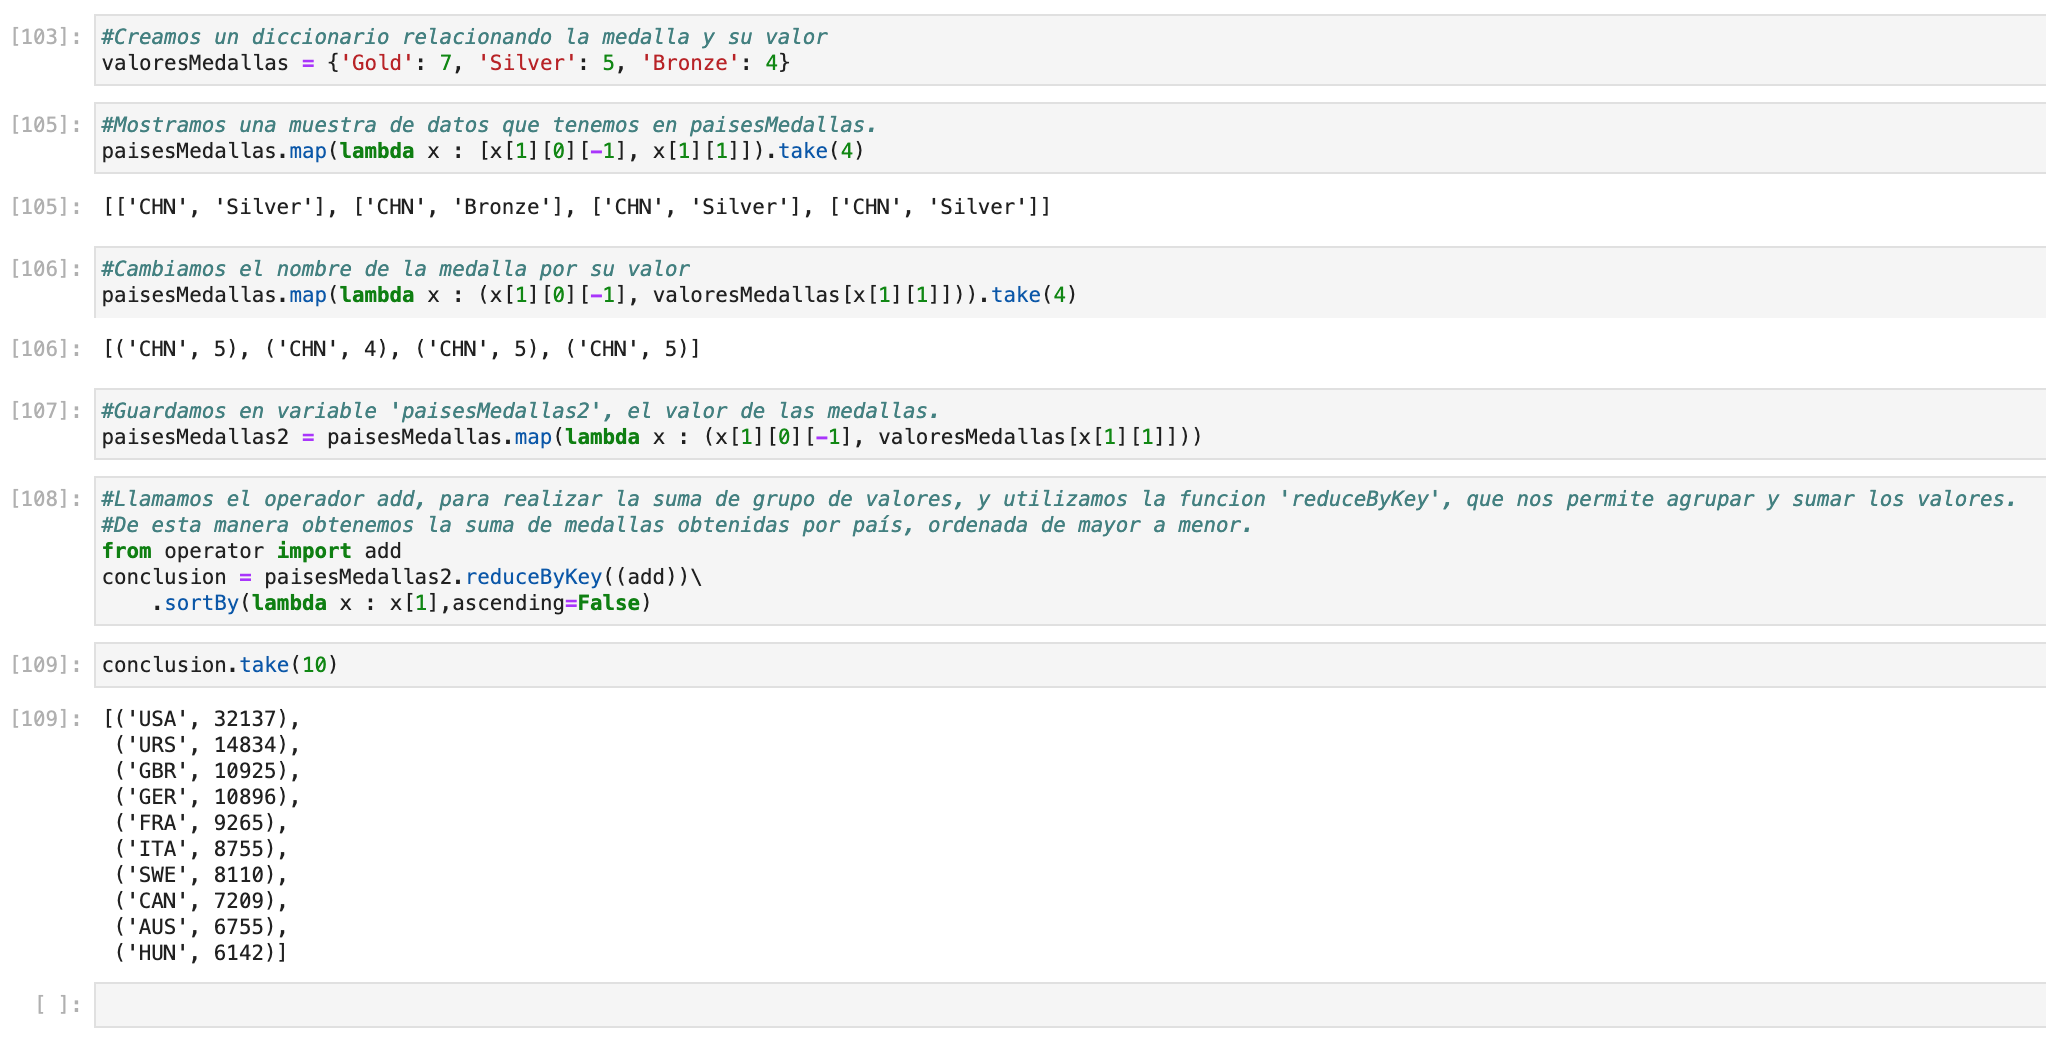 [103]: #Creamos un diccionario relacionando la medalla y su valor
valoresMedallas = {'Gold': 7, 'Silver': 5, 'Bronze': 4}
[105]: #Mostramos una muestra de datos que tenemos en paisesMedallas.
paisesMedallas.map(lambda x : [x[1][0][-1], x[1][1]]).take(4)
[105]: [['CHN', 'Silver'], ['CHN', 'Bronze'], ['CHN', 'Silver'], ['CHN', 'Silver']]
[106]: #Cambiamos el nombre de la medalla por su valor
paisesMedallas.map(lambda x : (x[1][0][-1], valoresMedallas[x[1][1]])).take(4)
[106]: [('CHN', 5), ('CHN', 4), ('CHN', 5), ('CHN', 5)]
[107]: #Guardamos en variable 'paisesMedallas2', el valor de las medallas.
paisesMedallas2 = paisesMedallas.map(lambda x : (x[1][0][-1], valoresMedallas[x[1][1]]))
[108]: #Llamamos el operador add, para realizar la suma de grupo de valores, y utilizamos la funcion 'reduceByKey', que nos permite agrupar y sumar los valores.
#De esta manera obtenemos la suma de medallas obtenidas por país, ordenada de mayor a menor.
from operator import add
conclusion = paisesMedallas2.reduceByKey((add))\
    .sortBy(lambda x : x[1],ascending=False)
[109]: conclusion.take(10)
[109]: [('USA', 32137),
 ('URS', 14834),
 ('GBR', 10925),
 ('GER', 10896),
 ('FRA', 9265),
 ('ITA', 8755),
 ('SWE', 8110),
 ('CAN', 7209),
 ('AUS', 6755),
 ('HUN', 6142)]
[ ]: